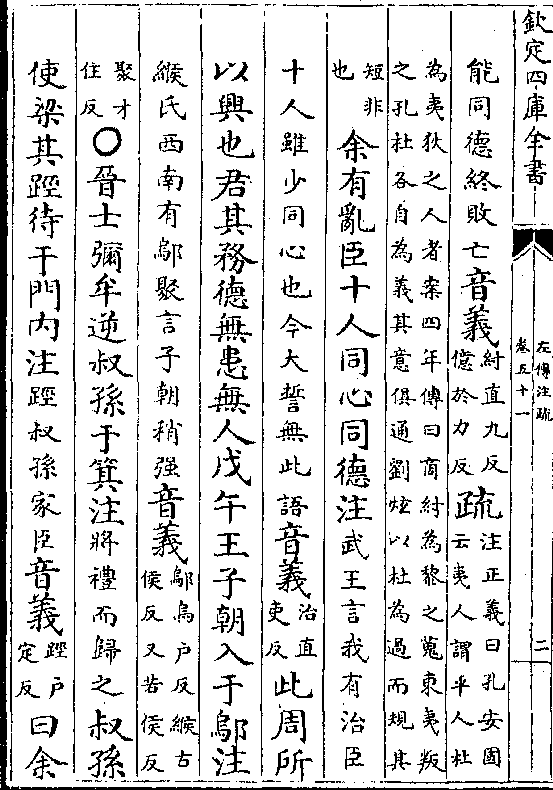 欽定四庫全書
左傳注疏
卷五十一
二
能同德終敗亡音義紂直九反億於力反疏注正義曰孔安國云夷人謂平人杜
為夷狄之人者案四年傳曰商紂為黎之蒐東夷叛
之孔杜各自為義其意俱通劉炫以杜為過而規其
短非也余有亂臣十人同心同德注武王言我有治臣
十人雖少同心也今大誓無此語音義治直吏反此周所
以興也君其務德無患無人戊午王子朝入于鄔注
緱氏西南有鄔聚言子朝稍强音義鄔烏户反緱古侯反又苦侯反
聚才住反〇晉士彌牟逆叔孫于箕注將禮而歸之叔孫
使梁其踁待于門内注踁叔孫家臣音義踁户定反曰余